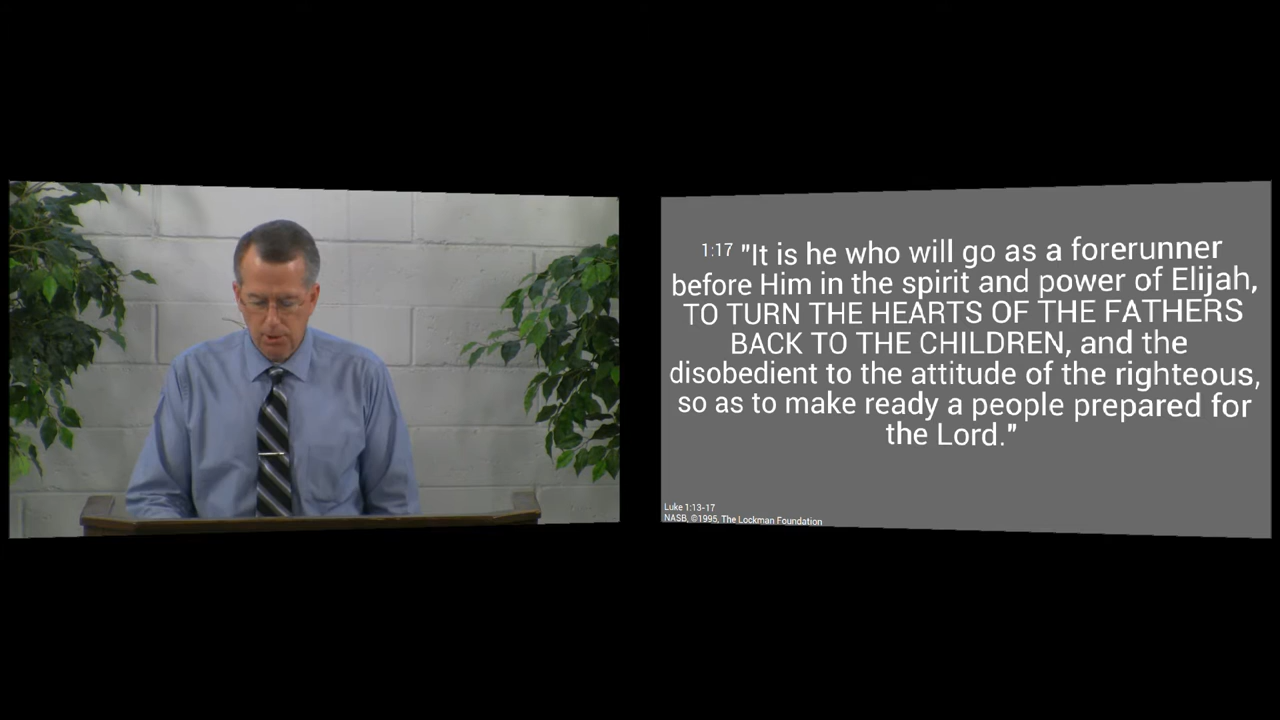 1:17 "It is he who will go as a forerunner
before Him in the spirit and power of Elijah,
TO TURN THE HEARTS OF THE FATHERS
BACK TO THE CHILDREN, and the
disobedient to the attitude of the righteous,
so as to make ready a people prepared for
the Lord."
Luke 1:13-17
NASB, ©1995, The Lockman Foundation